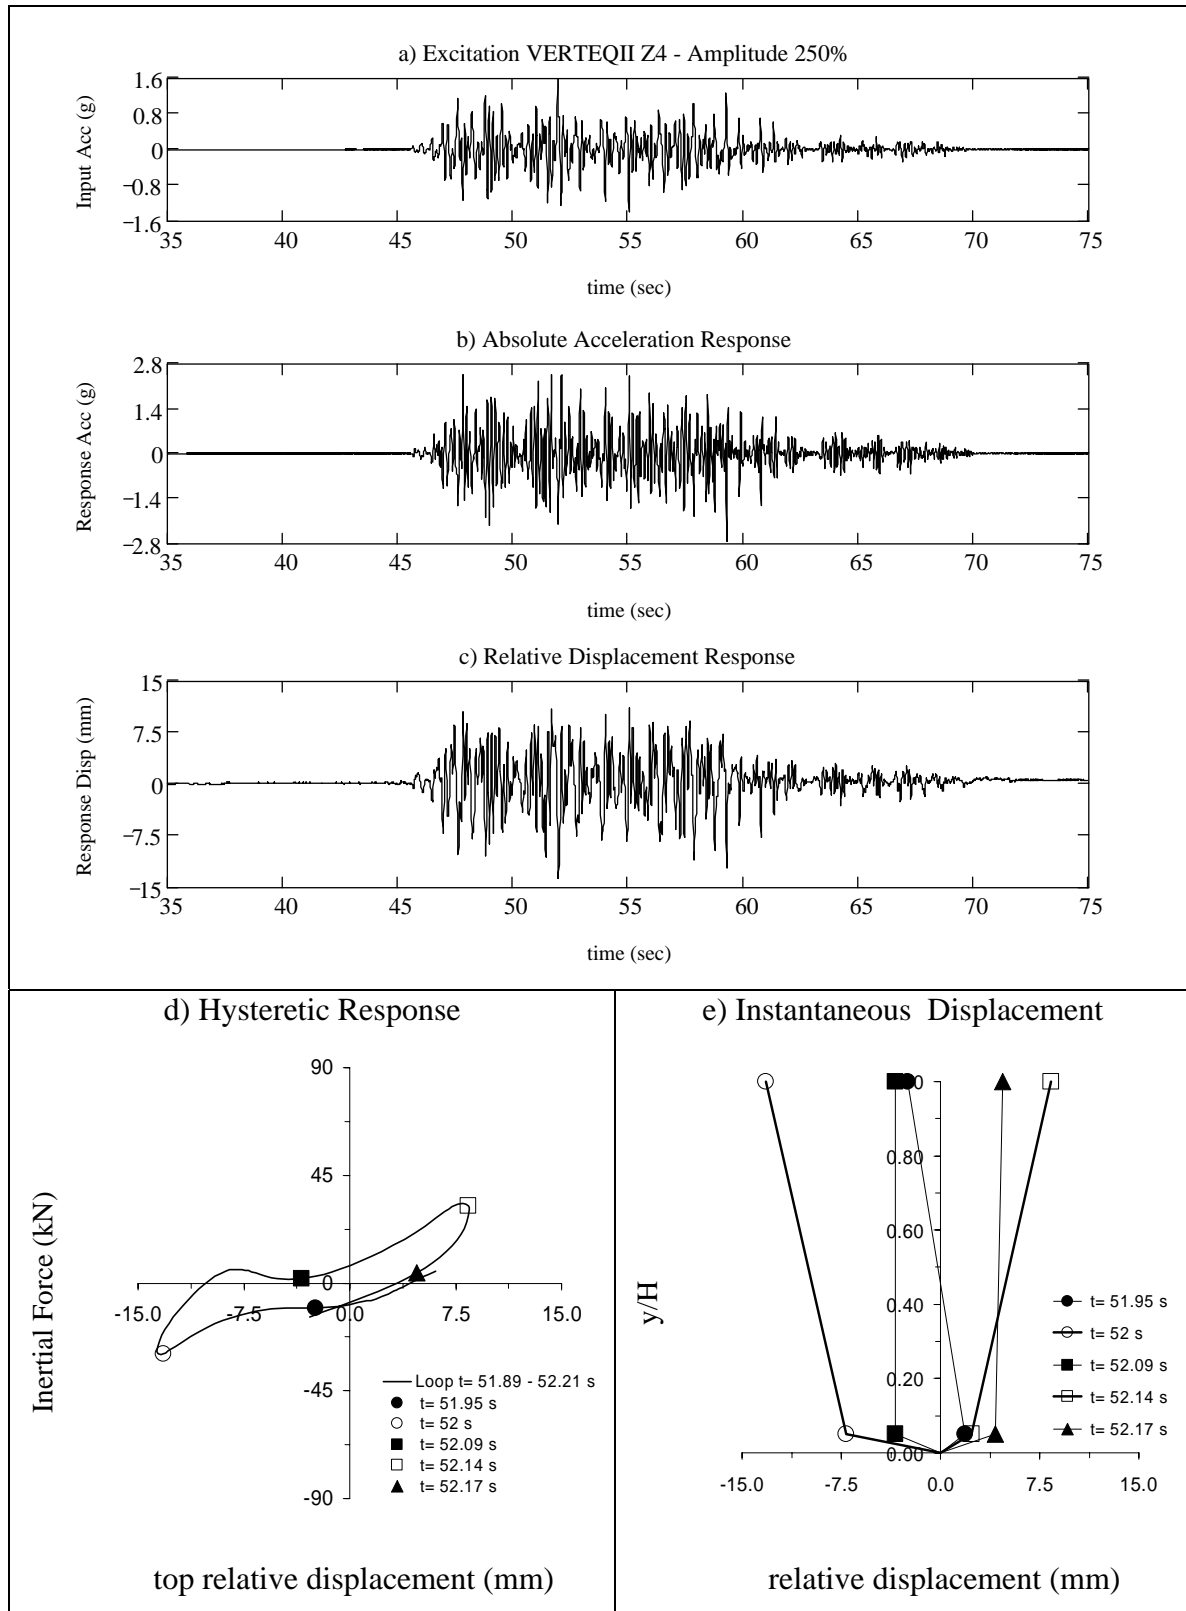 a) Excitation VERTEQII Z4 - Amplitude 250%
Input Acc (g)
1.6
0.8
0
−0.8
−1.6
35 40 45 50 55 60 65 70 75
time (sec)
b) Absolute Acceleration Response
Response Acc (g)
2.8
1.4
0
−1.4
−2.8
35 40 45 50 55 60 65 70 75
time (sec)
c) Relative Displacement Response
Response Disp (mm)
15
7.5
0
−7.5
−15
35 40 45 50 55 60 65 70 75
time (sec)
d) Hysteretic Response
Inertial Force (kN)
90
45
0
-45
-90
-15.0 -7.5 0.0 7.5 15.0
Loop t= 51.89 - 52.21 s
t= 51.95 s
t= 52 s
t= 52.09 s
t= 52.14 s
t= 52.17 s
top relative displacement (mm)
e) Instantaneous Displacement
y/H
0.80
0.60
0.40
0.20
0.00
-15.0 -7.5 0.0 7.5 15.0
t= 51.95 s
t= 52 s
t= 52.09 s
t= 52.14 s
t= 52.17 s
relative displacement (mm)